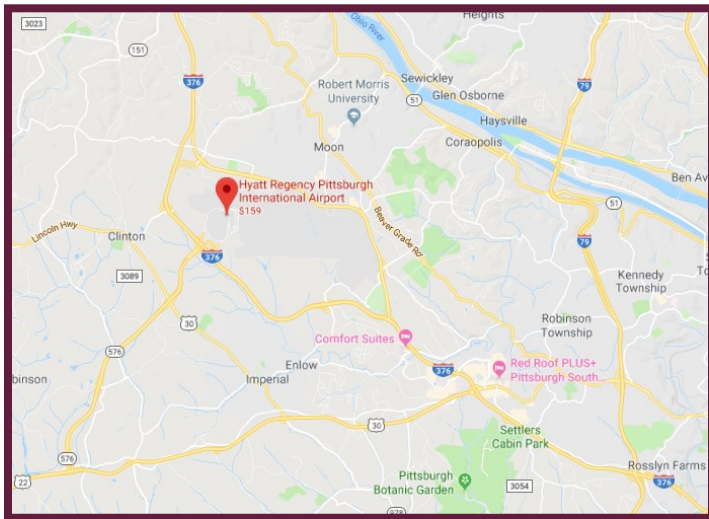 3023
Heights
Ohio River
151
376
Robert Morris
University
Sewickley
79
51
Glen Osborne
Haysville
Moon
Coraopolis
Ben Av
Hyatt Regency Pittsburgh
International Airport
$159
51
Lincoln Hwy
Clinton
Beaver Grade Rd
79
376
3089
Kennedy
Township
30
Robinson
Township
576
Comfort Suites
Enlow
376
Red Roof PLUS+
Pittsburgh South...
binson
Imperial
30
Settlers
Cabin Park
576
Rosslyn Farms
22
Pittsburgh
Botanic Garden
3054
376
978